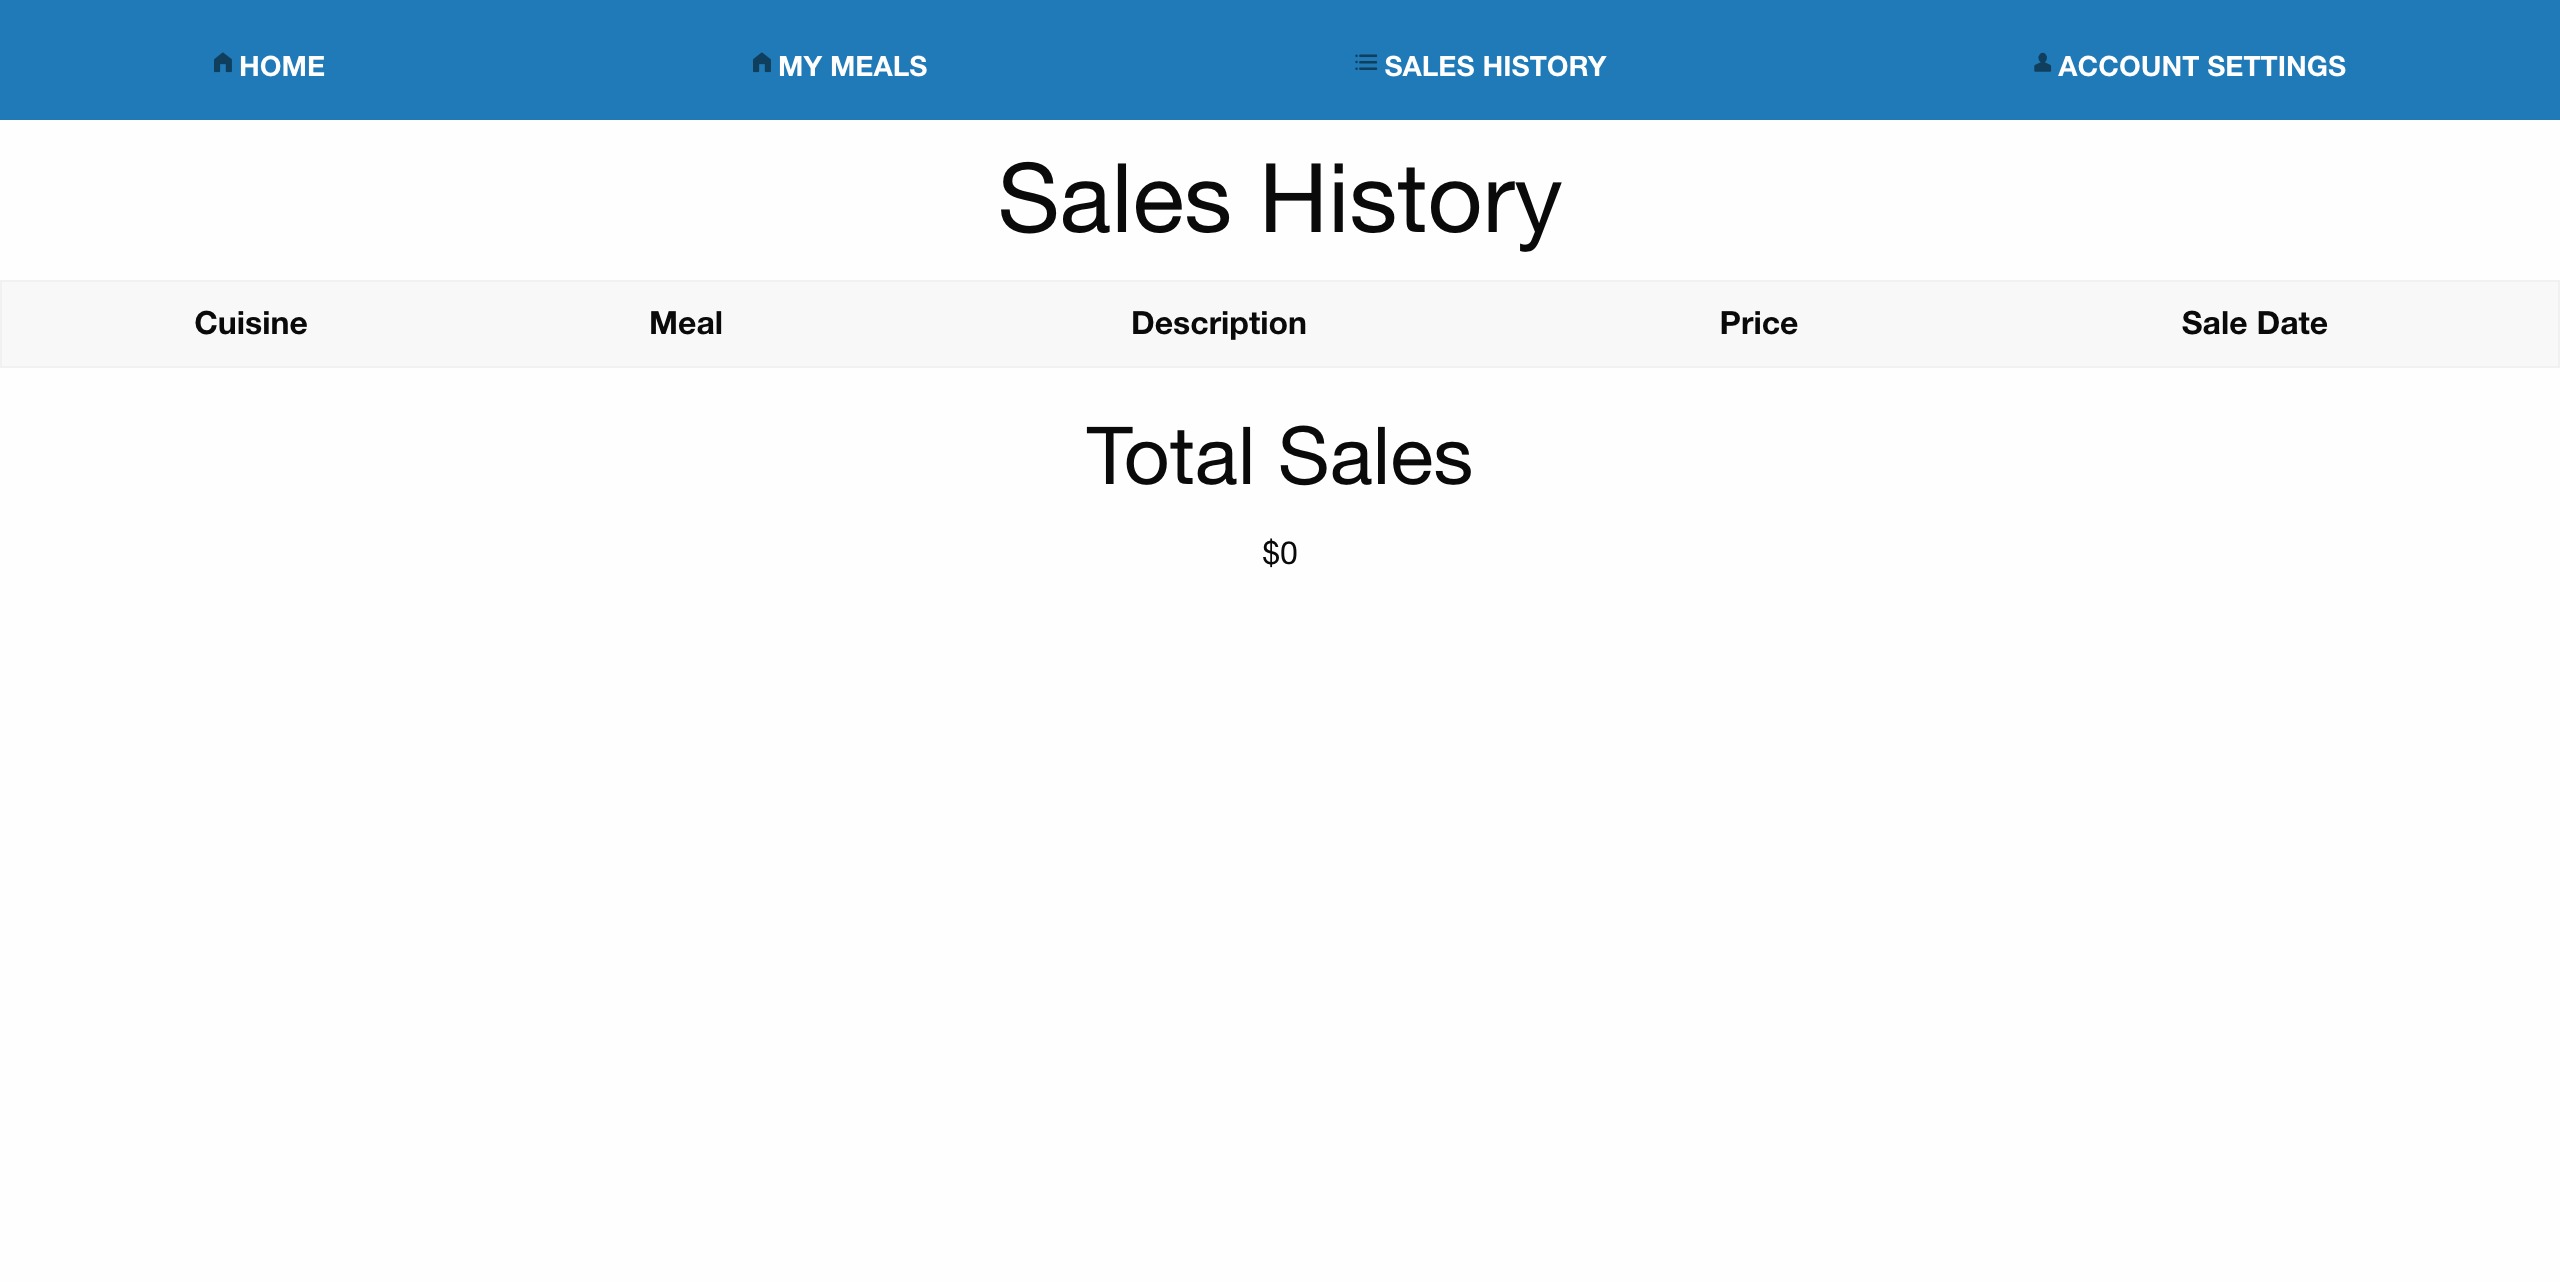 HOME MY MEALS SALES HISTORY ACCOUNT SETTINGS
Sales History
Cuisine Meal Description Price Sale Date
Total Sales
$0